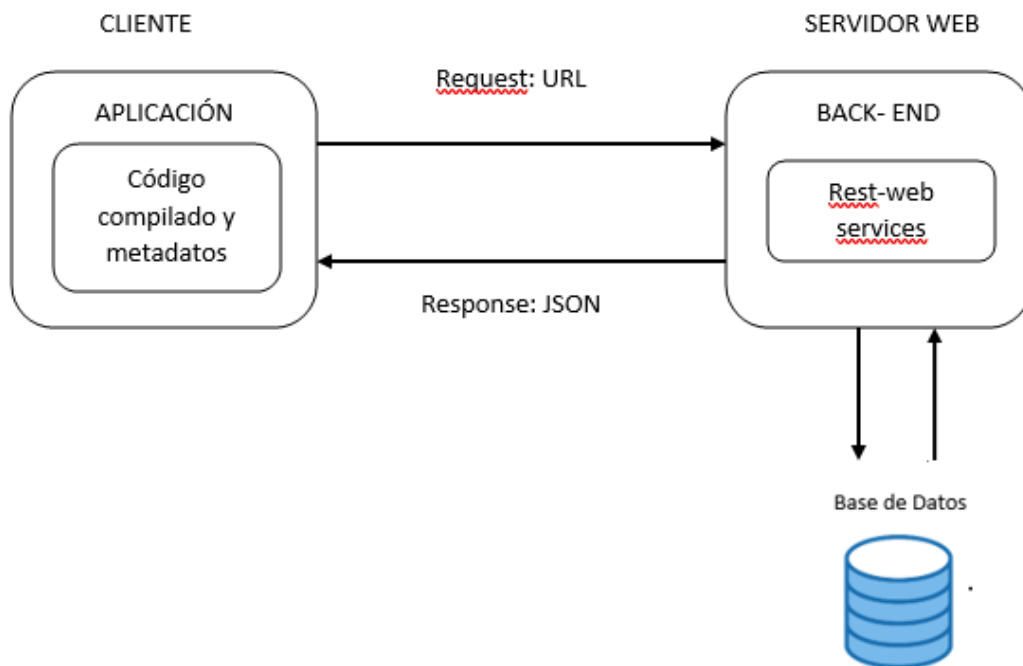 CLIENTE
SERVIDOR WEB
Request: URL
APLICACIÓN
BACK- END
Código
compilado y
metadatos
Rest-web
services
Response: JSON
Base de Datos